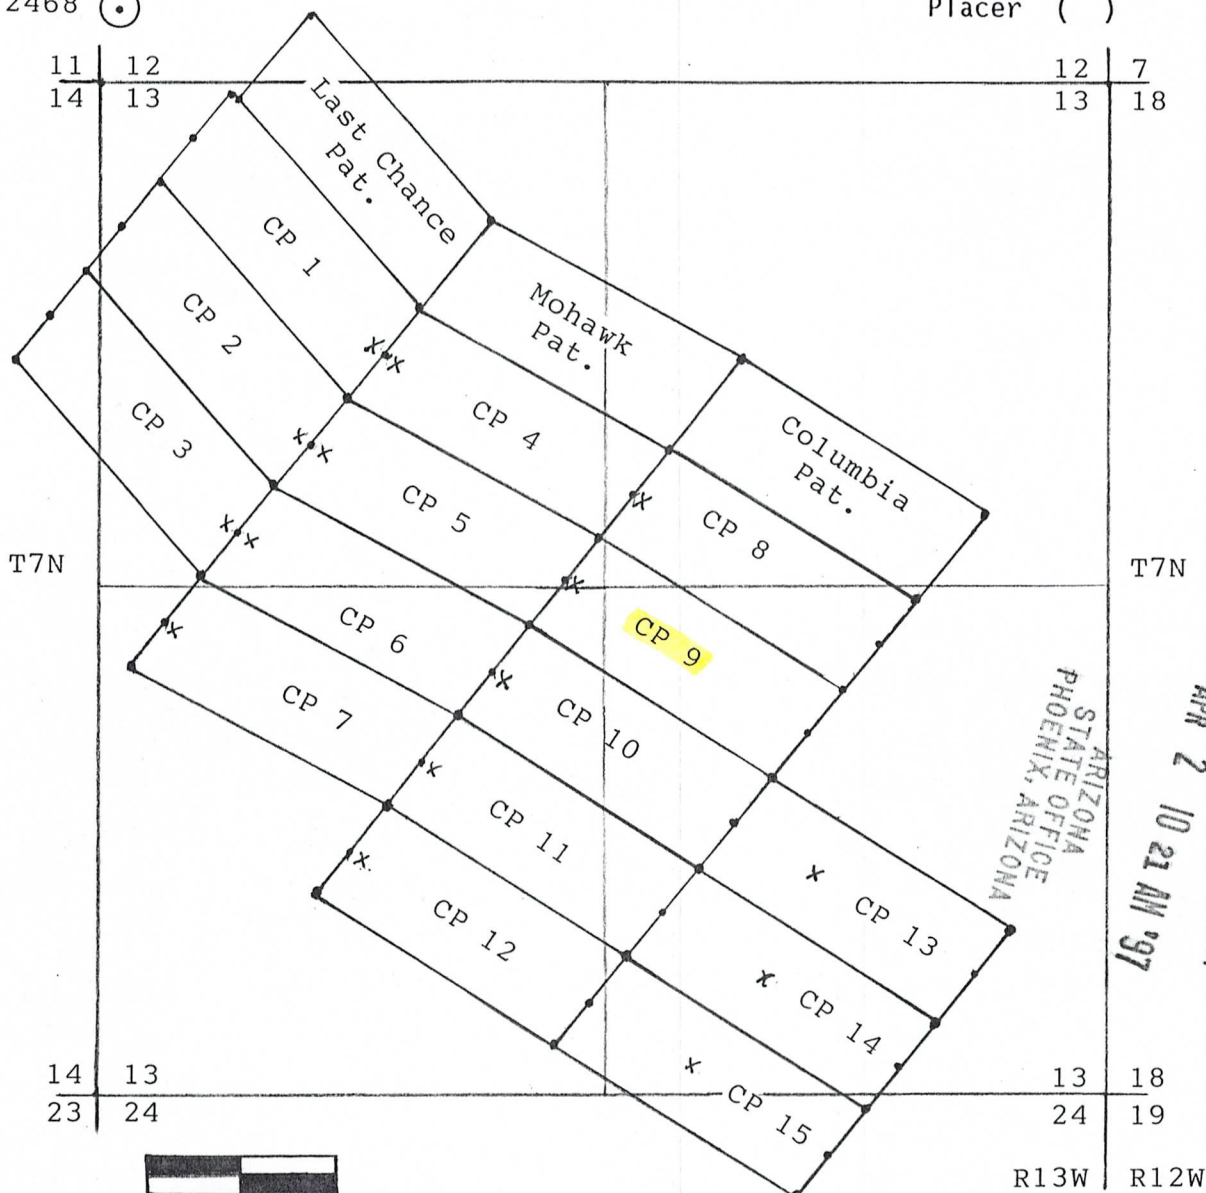 2468
Placer ( )
11 12
14 13
12 7
13 18
Last Chance
Pat.
CP 1
CP 2
CP 3
Mohawk
Pat.
CP 4
Columbia
Pat.
CP 5
CP 8
T7N
T7N
CP 6
CP 9
CP 7
CP 10
CP 11
CP 12
CP 13
CP 14
CP 15
ARIZONA
STATE OFFICE
PHOENIX, ARIZONA
APR 2 10 21 AM '97
14 13
23 24
13 18
24 19
R13W R12W